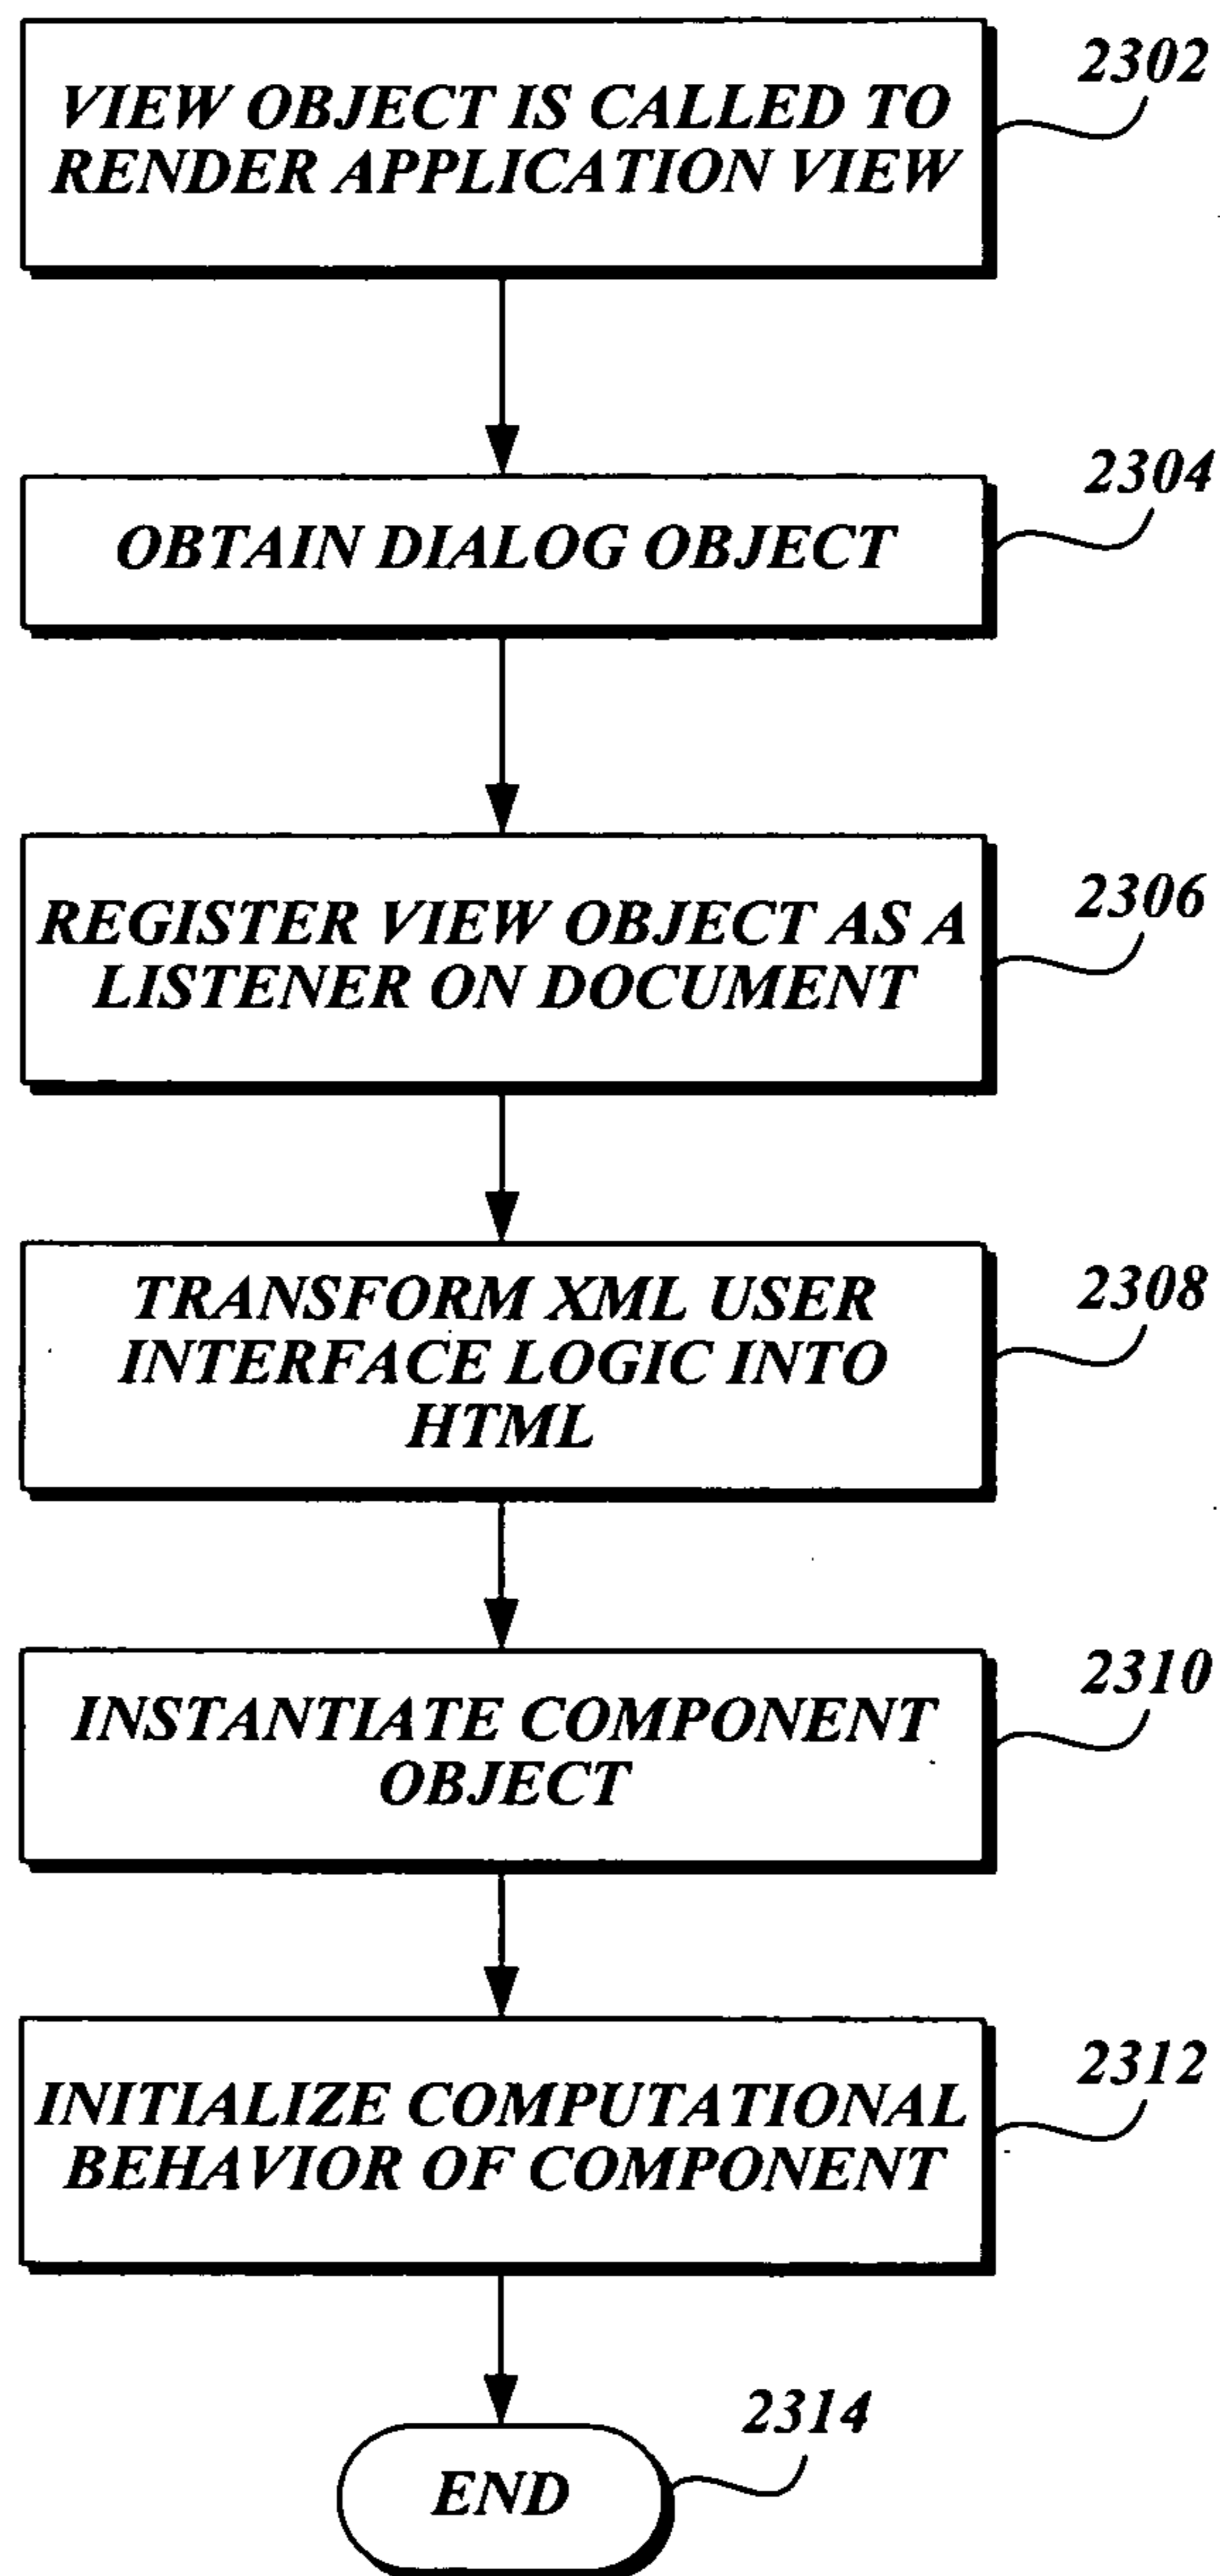 VIEW OBJECT IS CALLED TO
RENDER APPLICATION VIEW
2302
OBTAIN DIALOG OBJECT
2304
REGISTER VIEW OBJECT AS A
LISTENER ON DOCUMENT
2306
TRANSFORM XML USER
INTERFACE LOGIC INTO
HTML
2308
INSTANTIATE COMPONENT
OBJECT
2310
INITIALIZE COMPUTATIONAL
BEHAVIOR OF COMPONENT
2312
END
2314